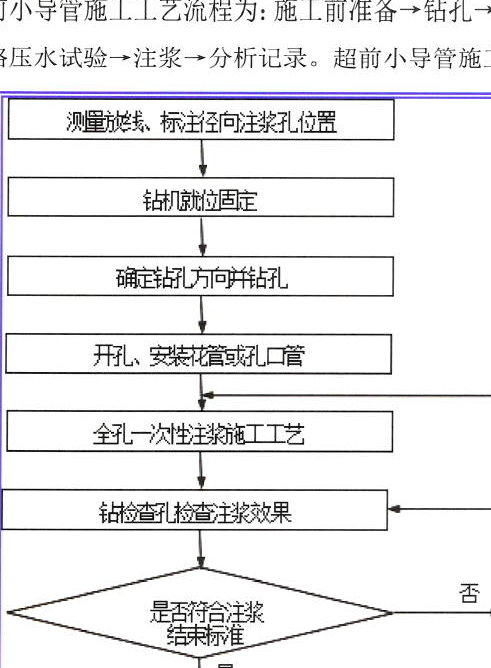 前小导管施工工艺流程为:施工前准备→钻孔→
路压水试验→注浆→分析记录。超前小导管施工
测量放线、标注径向注浆孔位置
钻机就位固定
确定钻孔方向并钻孔
开孔、安装花管或孔口管
全孔一次性注浆施工工艺
钻检查孔检查注浆效果
否
是否符合注浆
结束标准
是